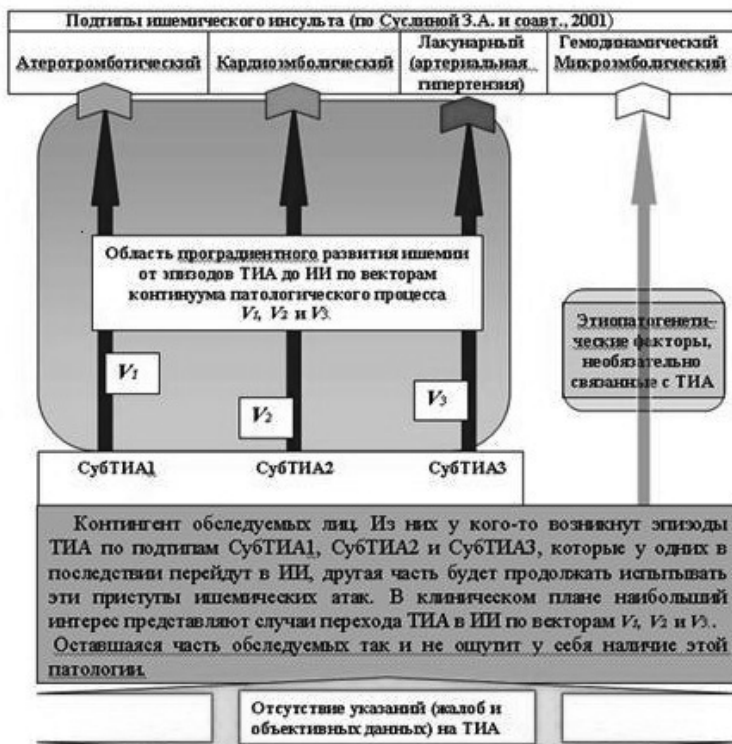 Подтипы ишемического инсульта (по Суслиной З.А. и соавт., 2001)
Атеротромботический
Кардиоэмболический
Лакунарный
(артериальная
гипертензия)
Гемодинамический
Микроэмболический
Область проградиентного развития ишемии
от эпизодов ТИА до ИИ по векторам
континуума патологического процесса
V1, V2 и V3.
Этиопатогенети-
ческие факторы,
необязательно
связанные с ТИА
V1
V2
V3
СубТИА1
СубТИА2
СубТИА3
Контингент обследуемых лиц. Из них у кого-то возникнут эпизоды
ТИА по подтипам СубТИА1, СубТИА2 и СубТИА3, которые у одних в
последствии перейдут в ИИ, другая часть будет продолжать испытывать
эти приступы ишемических атак. В клиническом плане наибольший
интерес представляют случаи перехода ТИА в ИИ по векторам V1, V2 и V3..
Оставшаяся часть обследуемых так и не ощутит у себя наличие этой
патологии.
Отсутствие указаний (жалоб и
объективных данных) на ТИА